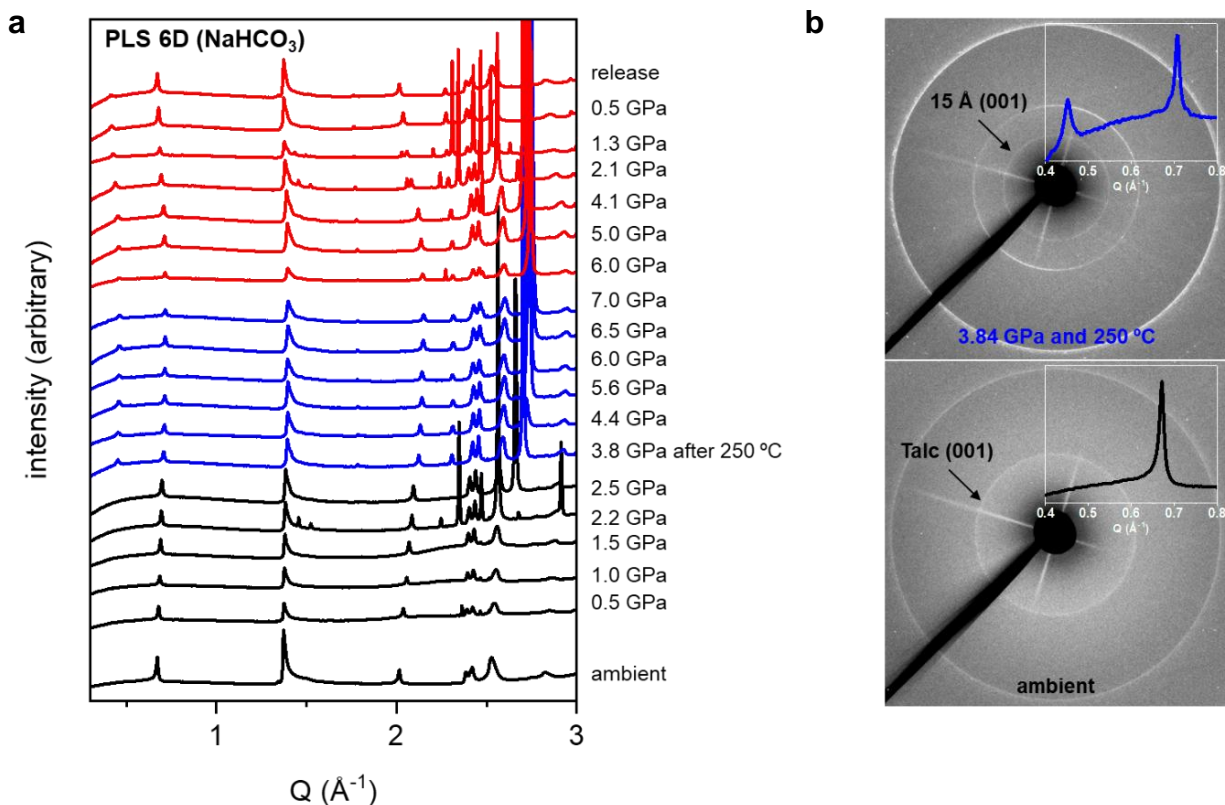 a
PLS 6D (NaHCO₃)
release
0.5 GPa
1.3 GPa
2.1 GPa
4.1 GPa
5.0 GPa
6.0 GPa
7.0 GPa
6.5 GPa
6.0 GPa
5.6 GPa
4.4 GPa
3.8 GPa after 250 ºC
2.5 GPa
2.2 GPa
1.5 GPa
1.0 GPa
0.5 GPa
ambient
intensity (arbitrary)
1 2 3
Q (Å⁻¹)
b
15 Å (001)
0.4 0.5 0.6 0.7 0.8
Q (Å⁻¹)
3.84 GPa and 250 ºC
Talc (001)
0.4 0.5 0.6 0.7 0.8
Q (Å⁻¹)
ambient